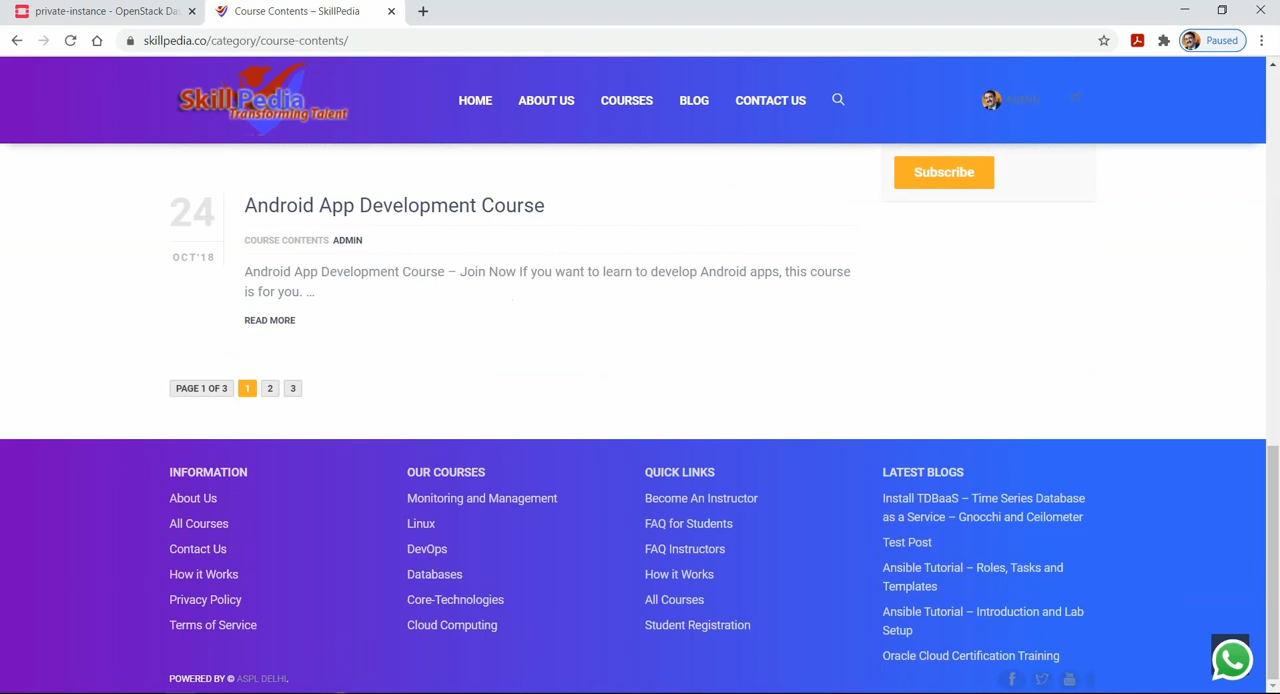 private-instance - OpenStack Das
Course Contents – SkillPedia
skillpedia.co/category/course-contents/
Paused
SkillPedia
Transforming Talent
HOME
ABOUT US
COURSES
BLOG
CONTACT US
ADMIN
Subscribe
24
OCT'18
Android App Development Course
COURSE CONTENTS ADMIN
Android App Development Course – Join Now If you want to learn to develop Android apps, this course
is for you. ...
READ MORE
PAGE 1 OF 3
1
2
3
INFORMATION
About Us
All Courses
Contact Us
How it Works
Privacy Policy
Terms of Service
OUR COURSES
Monitoring and Management
Linux
DevOps
Databases
Core-Technologies
Cloud Computing
QUICK LINKS
Become An Instructor
FAQ for Students
FAQ Instructors
How it Works
All Courses
Student Registration
LATEST BLOGS
Install TDBaaS – Time Series Database
as a Service – Gnocchi and Ceilometer
Test Post
Ansible Tutorial – Roles, Tasks and
Templates
Ansible Tutorial – Introduction and Lab
Setup
Oracle Cloud Certification Training
POWERED BY © ASPL DELHI.